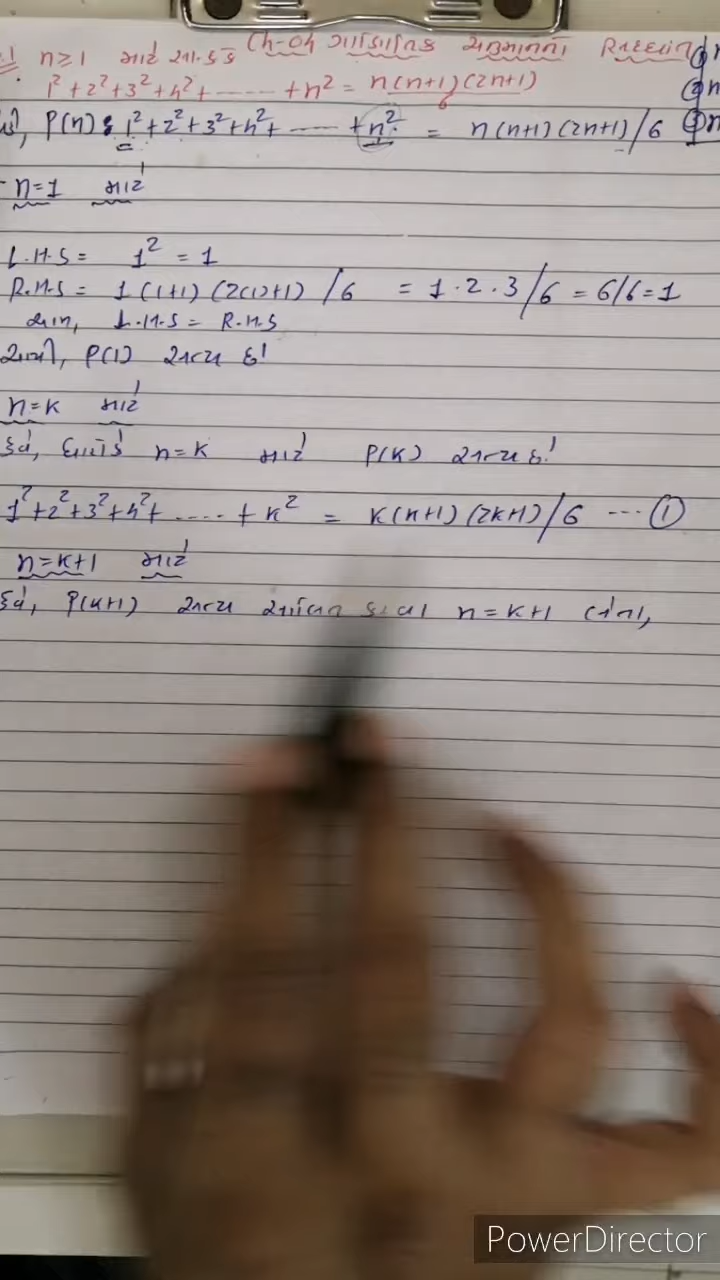 n ≥ 1 માટે સા.ક.કે Ch-04 ગાણિતિક અનુમાનનો સિદ્ધાંત
1² + 2² + 3² + 4² + ------ + n² = n(n+1)(2n+1)/6
P(n) : 1² + 2² + 3² + 4² + ------ + n² = n(n+1)(2n+1)/6
n=1 માટે
L.H.S = 1² = 1
R.H.S = 1(1+1)(2(1)+1)/6 = 1·2·3/6 = 6/6 = 1
આમ, L.H.S = R.H.S
આથી, P(1) સત્ય છે
n=k માટે
હવે, ધારોકે n=k માટે P(k) સત્ય છે.
1² + 2² + 3² + 4² + ...... + k² = k(k+1)(2k+1)/6 --- ①
n=k+1 માટે
હવે, P(k+1) સત્ય સાબિત કરવા n=k+1 લેતા,
PowerDirector